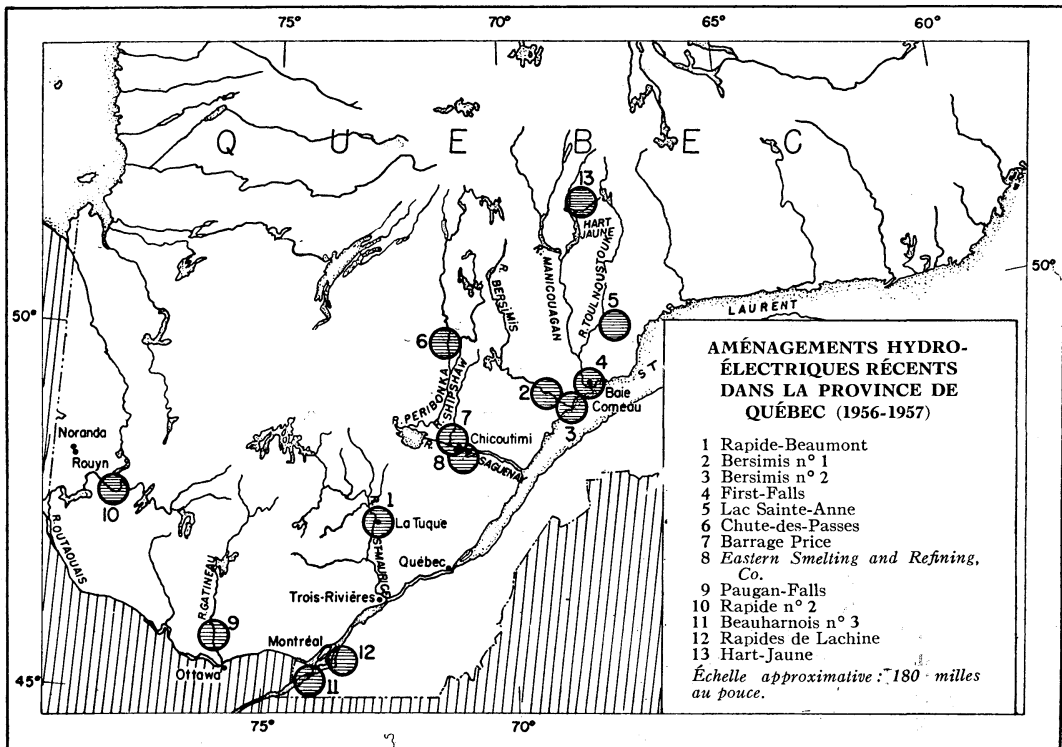 75°
70°
65°
60°
Q U E B E C
13
HART
JAUNE
50°
R. MANICOUAGAN
R. TOULNOUSTOUK
R. BERSIMIS
5
LAURENT
50°
6
ST
R. PERIBONKA
SHIPSHAW
4
2
Baie
Comeau
3
7
Noranda
Chicoutimi
R.
Rouyn
8
SAGUENAY
10
1
La Tuque
R. OUTAOUAIS
ST-MAURICE
Québec
R. GATINEAU
Trois-Rivières
9
Montréal
12
Ottawa
11
45°
75°
70°
AMÉNAGEMENTS HYDRO-
ÉLECTRIQUES RÉCENTS
DANS LA PROVINCE DE
QUÉBEC (1956-1957)
1 Rapide-Beaumont
2 Bersimis n° 1
3 Bersimis n° 2
4 First-Falls
5 Lac Sainte-Anne
6 Chute-des-Passes
7 Barrage Price
8 Eastern Smelting and Refining,
Co.
9 Paugan-Falls
10 Rapide n° 2
11 Beauharnois n° 3
12 Rapides de Lachine
13 Hart-Jaune
Échelle approximative : 180 milles
au pouce.